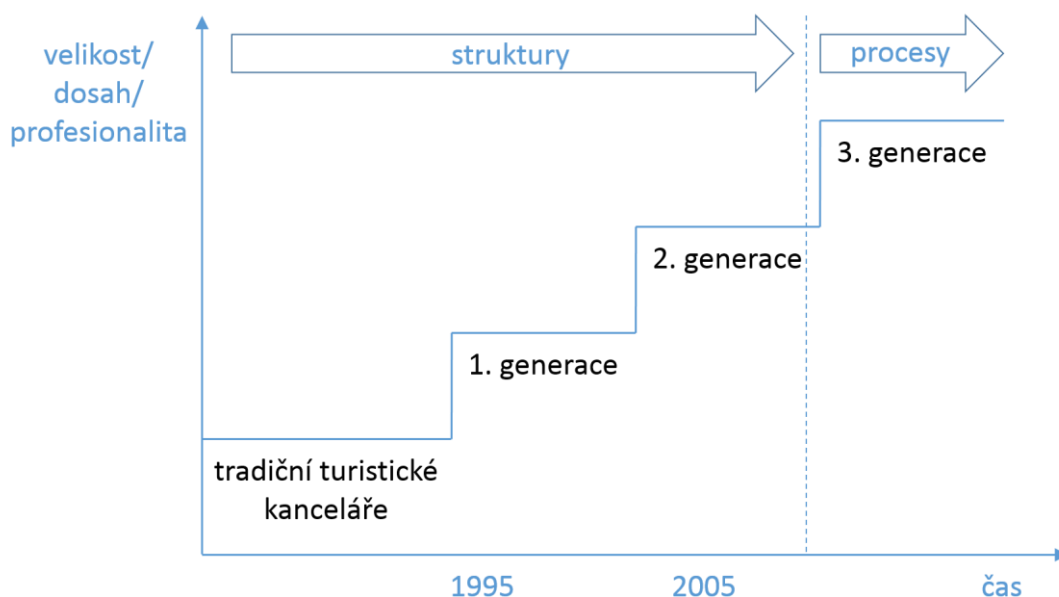 velikost/
dosah/
profesionalita
struktury
procesy
3. generace
2. generace
1. generace
tradiční turistické
kanceláře
1995
2005
čas